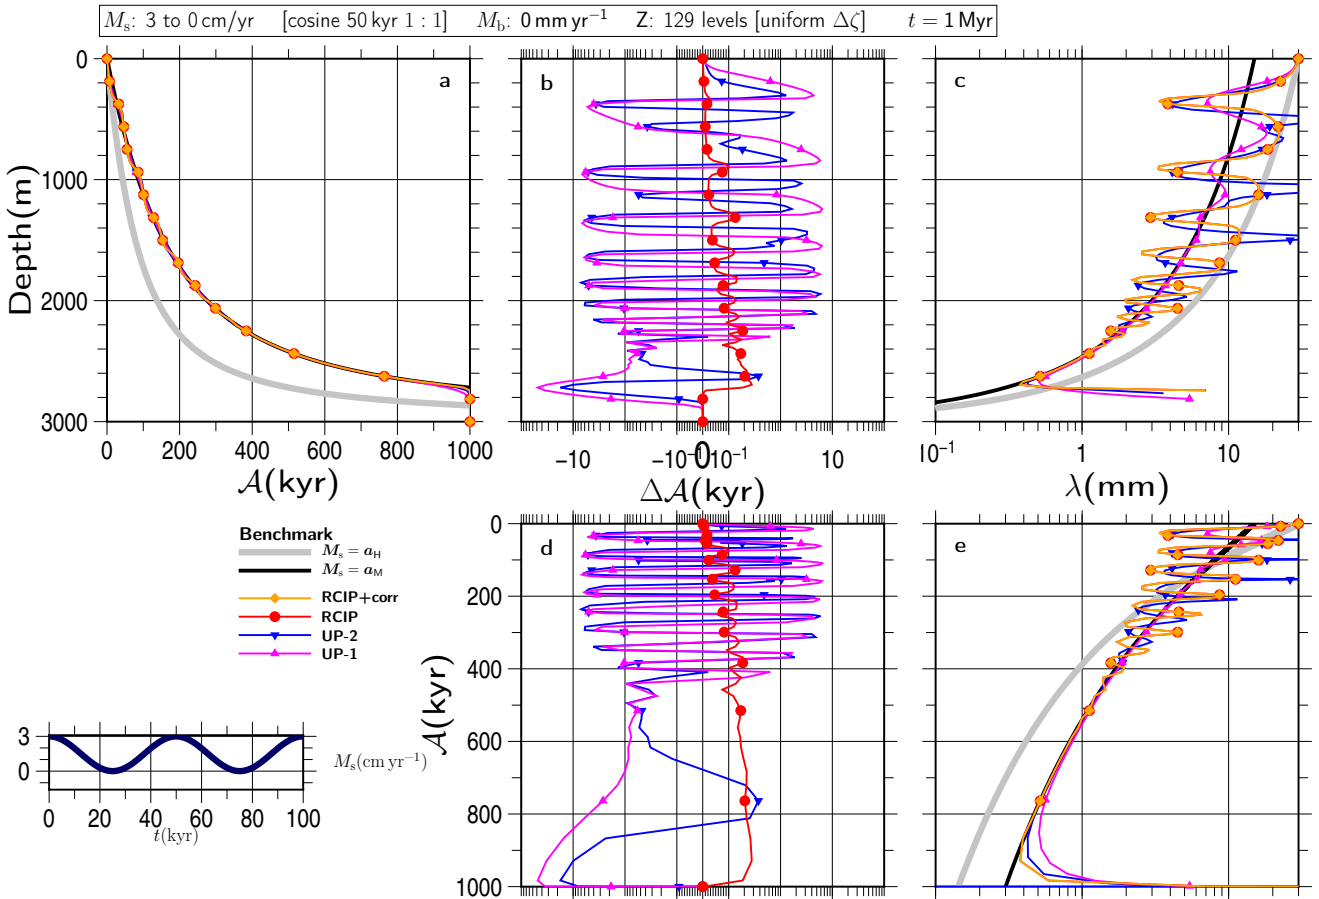 Mₛ: 3 to 0 cm/yr [cosine 50 kyr 1 : 1] M_b: 0 mm yr⁻¹ Z: 129 levels [uniform Δζ] t = 1 Myr
a
b
c
0
1000
2000
3000
Depth(m)
0 200 400 600 800 1000
𝒜(kyr)
−10 −10⁻¹ 0 10⁻¹ 10
Δ𝒜(kyr)
10⁻¹ 1 10
λ(mm)
Benchmark
Mₛ = a_H
Mₛ = a_M
RCIP+corr
RCIP
UP-2
UP-1
3
0
Mₛ(cm yr⁻¹)
0 20 40 60 80 100
t(kyr)
d
e
0
200
400
600
800
1000
𝒜(kyr)